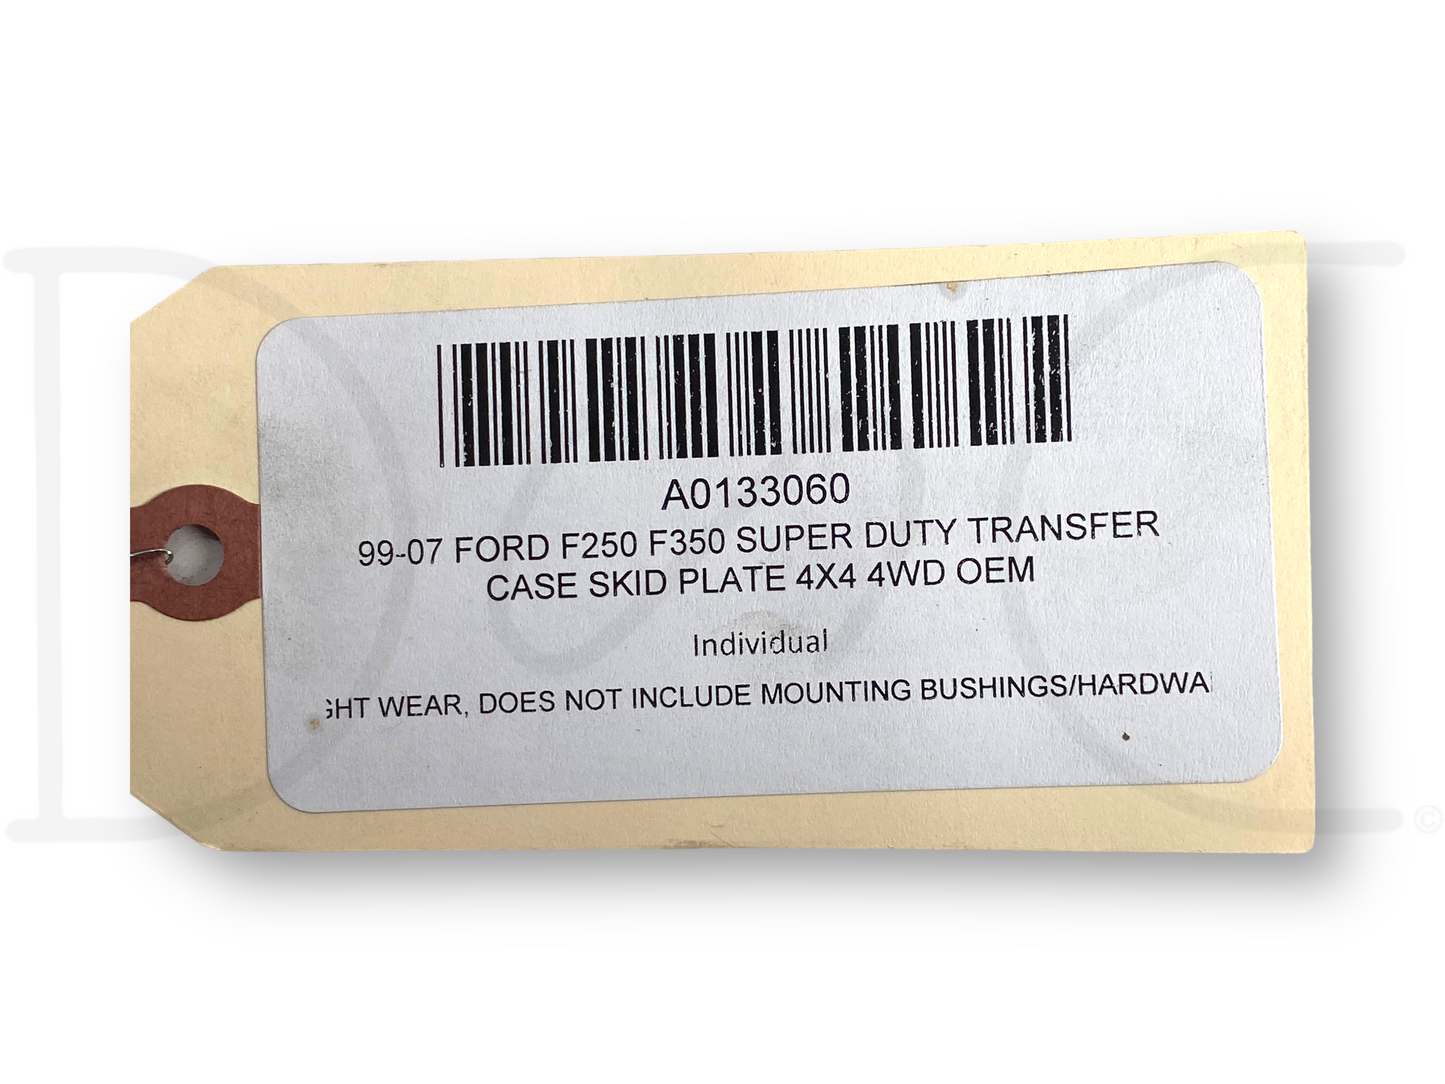 A0133060
99-07 FORD F250 F350 SUPER DUTY TRANSFER
CASE SKID PLATE 4X4 4WD OEM
Individual
GHT WEAR, DOES NOT INCLUDE MOUNTING BUSHINGS/HARDWA
©